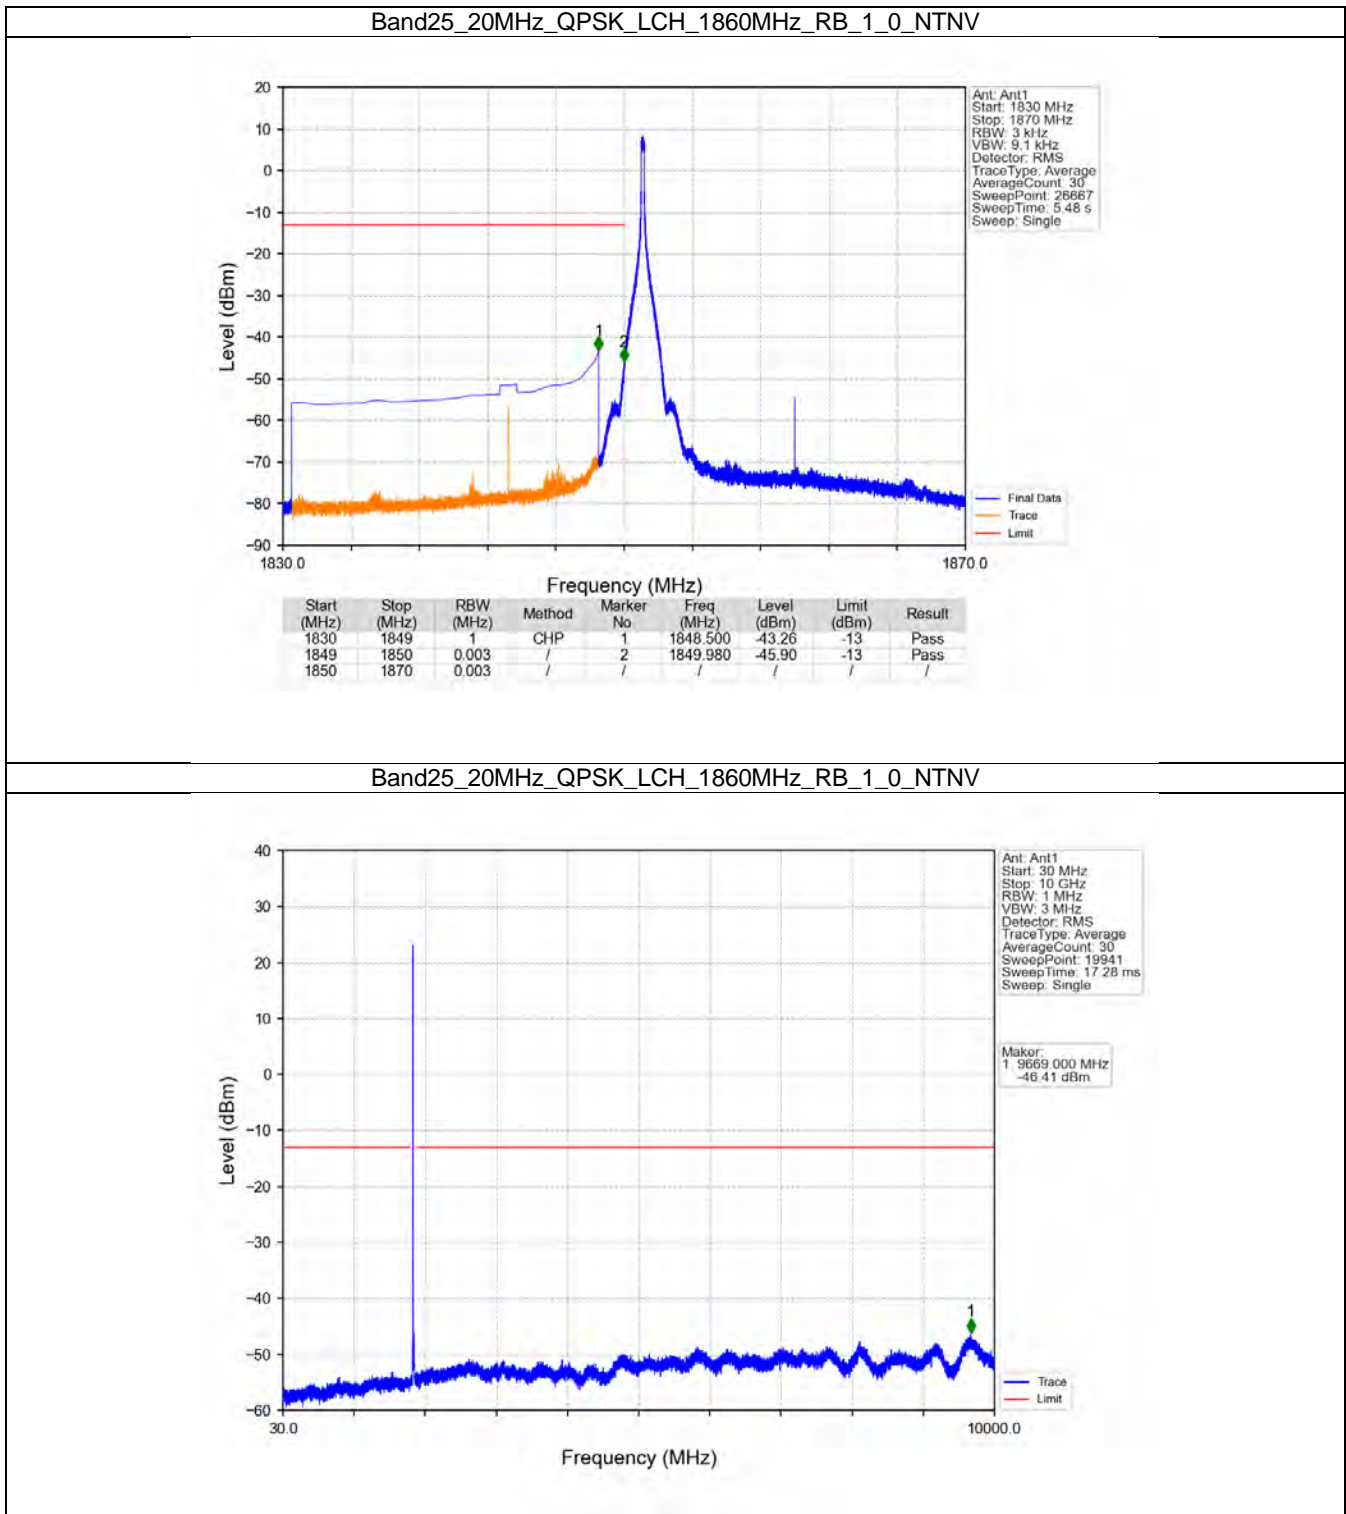 Band25_20MHz_QPSK_LCH_1860MHz_RB_1_0_NTNV
20
10
0
−10
−20
−30
−40
−50
−60
−70
−80
−90
Level (dBm)
1
2
1830.0
1870.0
Frequency (MHz)
Ant: Ant1
Start: 1830 MHz
Stop: 1870 MHz
RBW: 3 kHz
VBW: 9.1 kHz
Detector: RMS
TraceType: Average
AverageCount: 30
SweepPoint: 26667
SweepTime: 5.48 s
Sweep: Single
Final Data
Trace
Limit
Start (MHz) Stop (MHz) RBW (MHz) Method Marker No Freq (MHz) Level (dBm) Limit (dBm) Result
1830 1849 1 CHP 1 1848.500 -43.26 -13 Pass
1849 1850 0.003 / 2 1849.980 -45.90 -13 Pass
1850 1870 0.003 / / / / / /
Band25_20MHz_QPSK_LCH_1860MHz_RB_1_0_NTNV
40
30
20
10
0
−10
−20
−30
−40
−50
−60
Level (dBm)
1
30.0
10000.0
Frequency (MHz)
Ant: Ant1
Start: 30 MHz
Stop: 10 GHz
RBW: 1 MHz
VBW: 3 MHz
Detector: RMS
TraceType: Average
AverageCount: 30
SweepPoint: 19941
SweepTime: 17.28 ms
Sweep: Single
Maker:
1 9669.000 MHz
-46.41 dBm
Trace
Limit